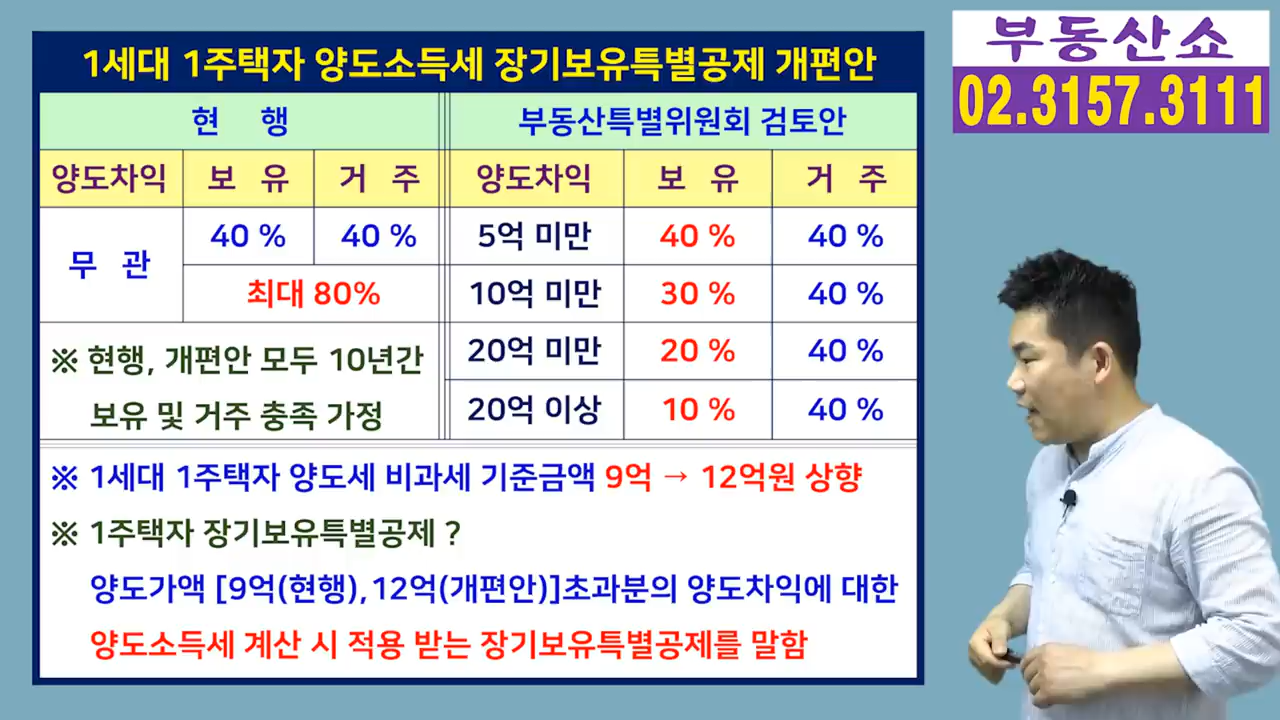 1세대 1주택자 양도소득세 장기보유특별공제 개편안
부동산쇼
02.3157.3111
현 행
부동산특별위원회 검토안
양도차익 보 유 거 주
양도차익 보 유 거 주
무 관
40 % 40 %
최대 80%
5억 미만 40 % 40 %
10억 미만 30 % 40 %
20억 미만 20 % 40 %
20억 이상 10 % 40 %
※ 현행, 개편안 모두 10년간
보유 및 거주 충족 가정
※ 1세대 1주택자 양도세 비과세 기준금액 9억 → 12억원 상향
※ 1주택자 장기보유특별공제 ?
양도가액 [9억(현행),12억(개편안)]초과분의 양도차익에 대한
양도소득세 계산 시 적용 받는 장기보유특별공제를 말함